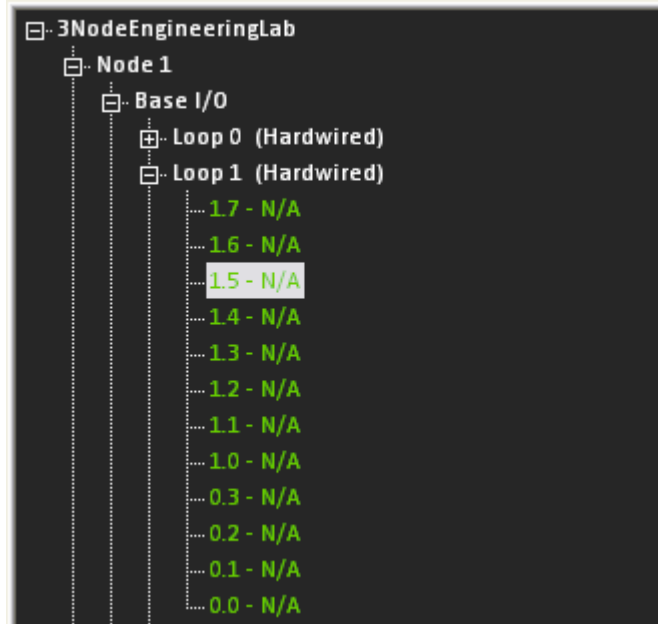 3NodeEngineeringLab
Node 1
Base I/O
Loop 0 (Hardwired)
Loop 1 (Hardwired)
1.7 - N/A
1.6 - N/A
1.5 - N/A
1.4 - N/A
1.3 - N/A
1.2 - N/A
1.1 - N/A
1.0 - N/A
0.3 - N/A
0.2 - N/A
0.1 - N/A
0.0 - N/A